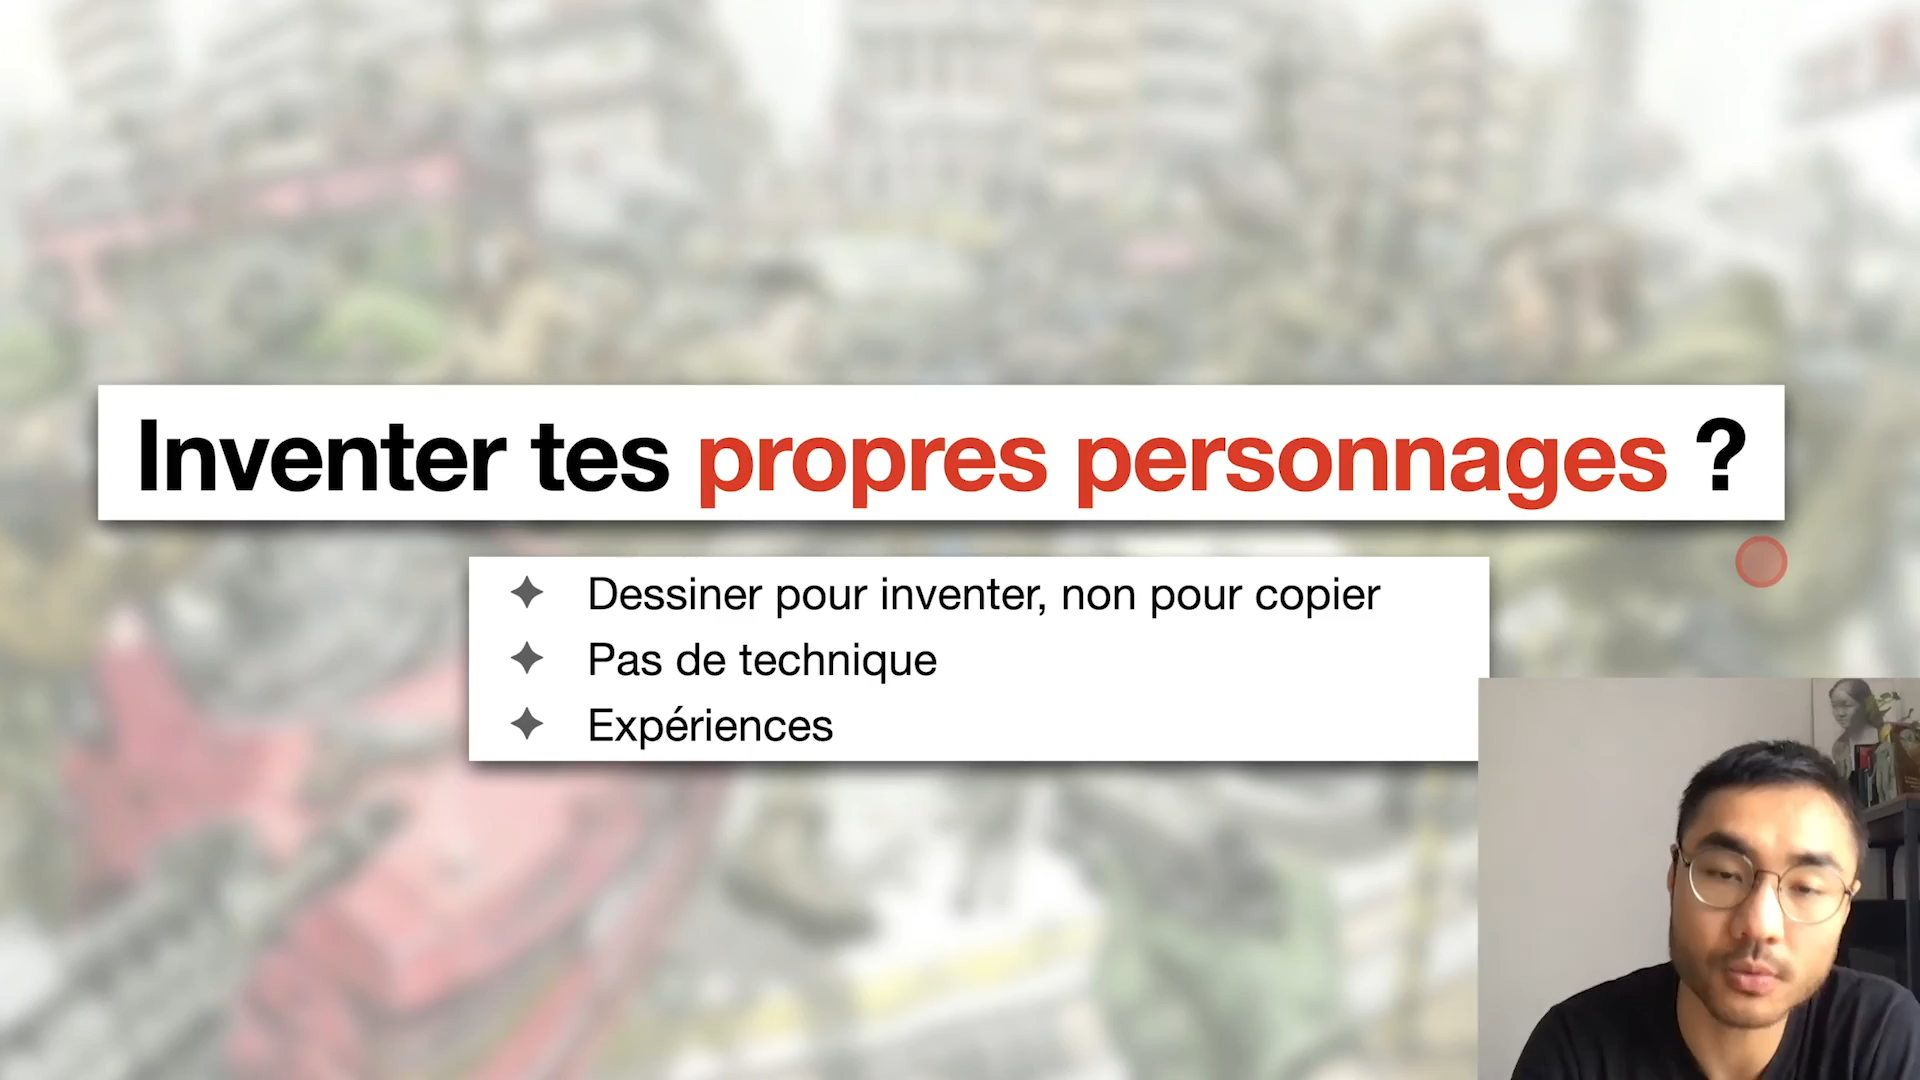 Inventer tes propres personnages ?
Dessiner pour inventer, non pour copier
Pas de technique
Expériences